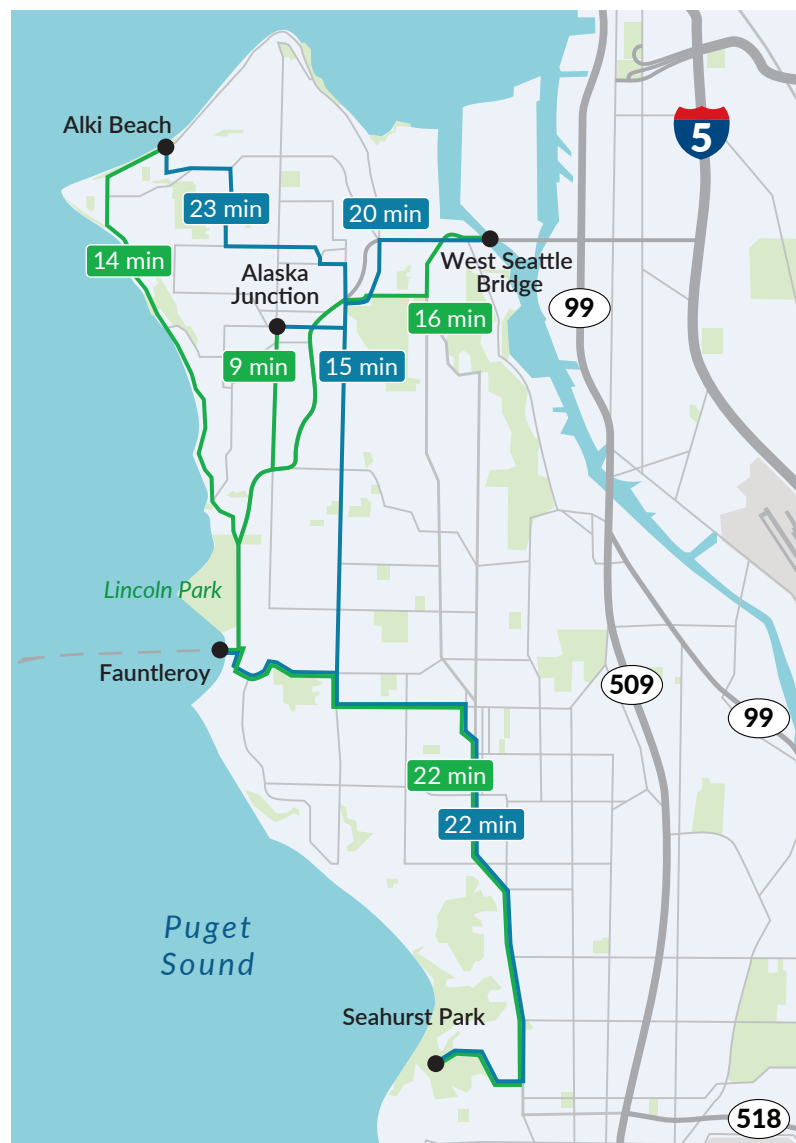 Alki Beach
5
23 min
20 min
14 min
Alaska
Junction
West Seattle
Bridge
99
16 min
9 min
15 min
Lincoln Park
Fauntleroy
509
99
22 min
22 min
Puget
Sound
Seahurst Park
518